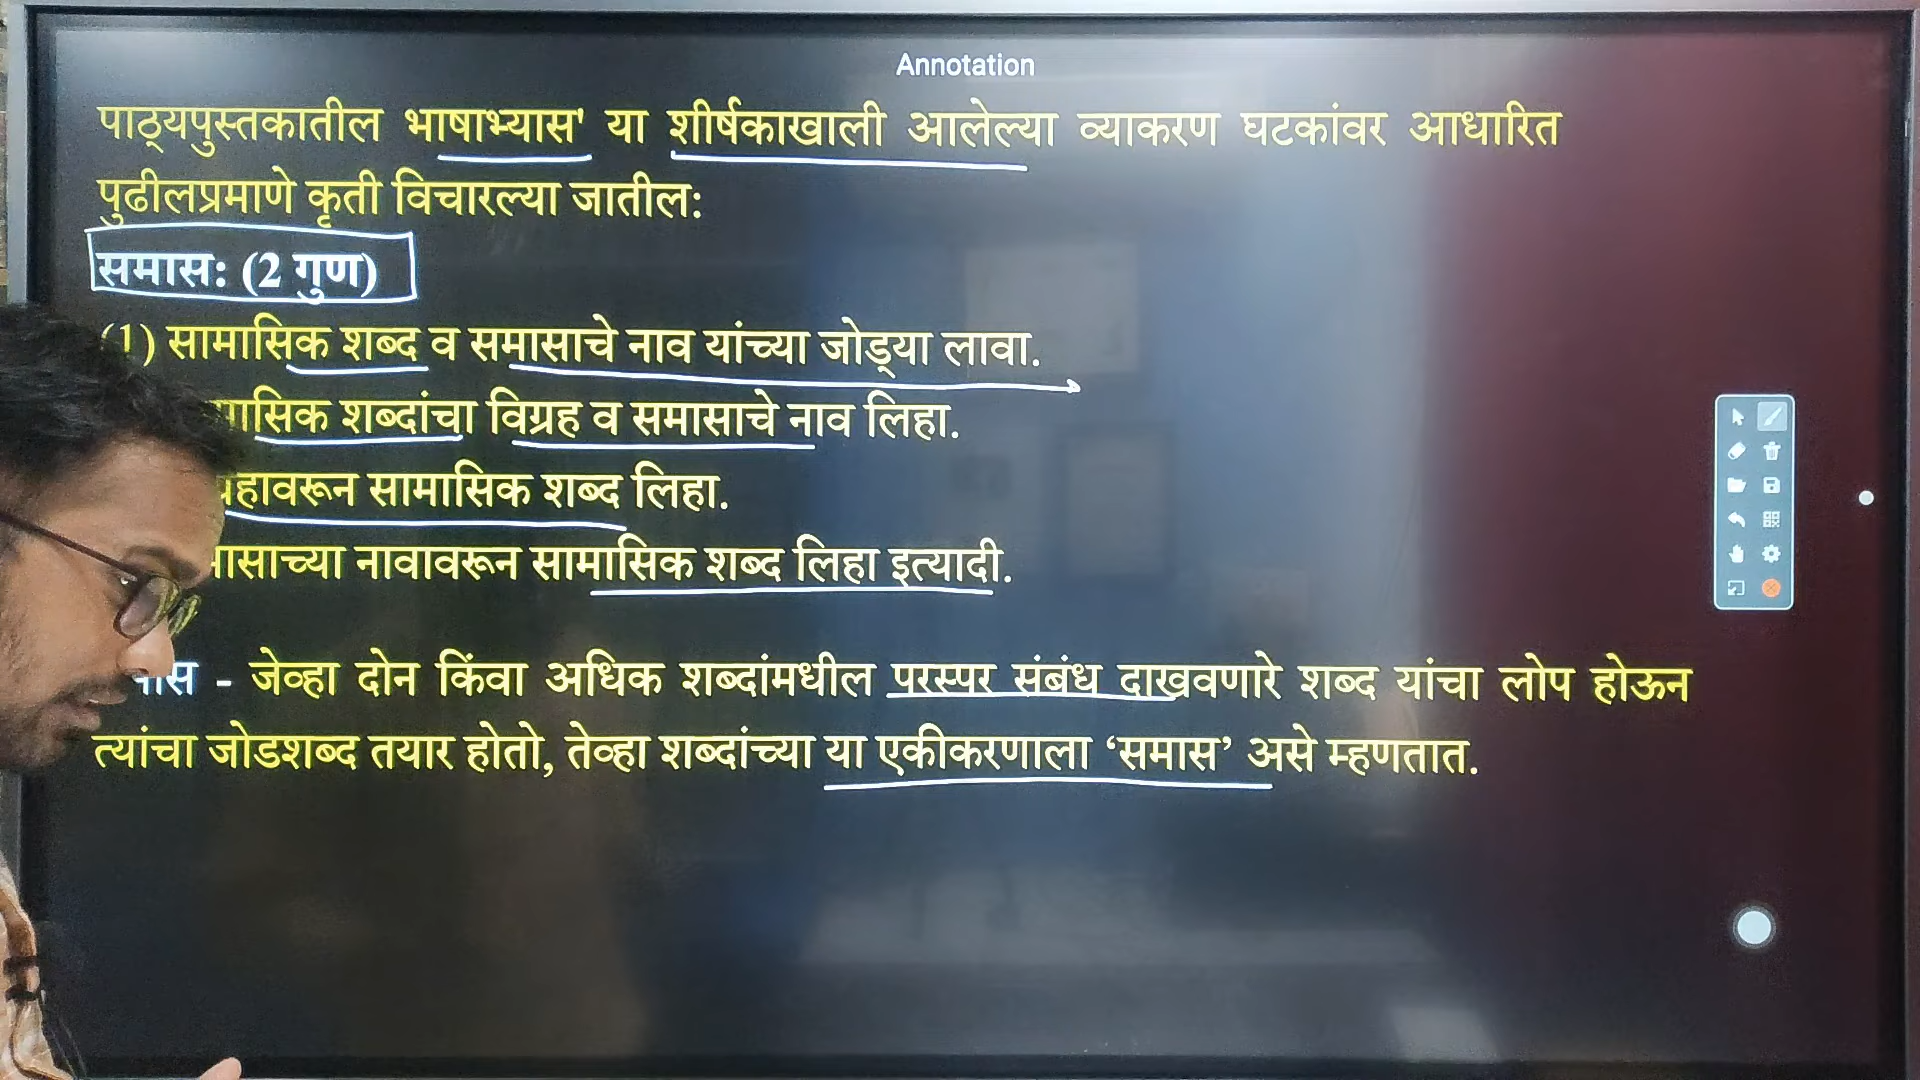 Annotation
पाठ्यपुस्तकातील भाषाभ्यास' या शीर्षकाखाली आलेल्या व्याकरण घटकांवर आधारित
पुढीलप्रमाणे कृती विचारल्या जातील:
समास: (2 गुण)
(1) सामासिक शब्द व समासाचे नाव यांच्या जोड्या लावा.
शब्दांचा विग्रह व समासाचे नाव लिहा.
सामासिक शब्द लिहा.
नावावरून सामासिक शब्द लिहा इत्यादी.
- जेव्हा दोन किंवा अधिक शब्दांमधील परस्पर संबंध दाखवणारे शब्द यांचा लोप होऊन
त्यांचा जोडशब्द तयार होतो, तेव्हा शब्दांच्या या एकीकरणाला ‘समास’ असे म्हणतात.